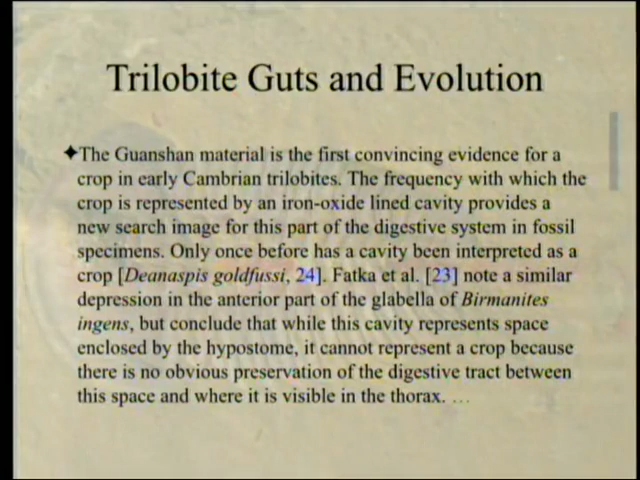 Trilobite Guts and Evolution
✦The Guanshan material is the first convincing evidence for a
crop in early Cambrian trilobites. The frequency with which the
crop is represented by an iron-oxide lined cavity provides a
new search image for this part of the digestive system in fossil
specimens. Only once before has a cavity been interpreted as a
crop [Deanaspis goldfussi, 24]. Fatka et al. [23] note a similar
depression in the anterior part of the glabella of Birmanites
ingens, but conclude that while this cavity represents space
enclosed by the hypostome, it cannot represent a crop because
there is no obvious preservation of the digestive tract between
this space and where it is visible in the thorax. …